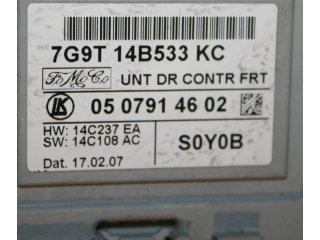 7G9T 14B533 KC
FoMoCo UNT DR CONTR FRT
LK 05 0791 46 02
HW: 14C237 EA
SW: 14C108 AC
S0Y0B
Dat. 17.02.07